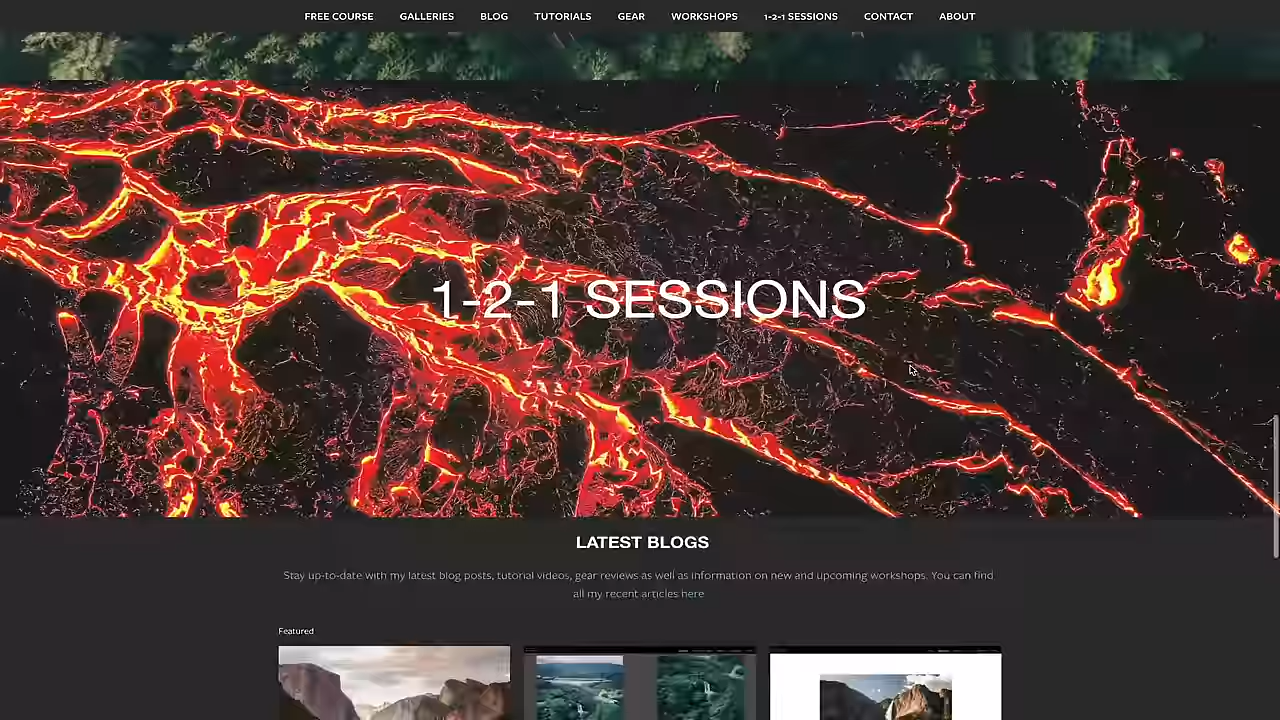 FREE COURSE GALLERIES BLOG TUTORIALS GEAR WORKSHOPS 1-2-1 SESSIONS CONTACT ABOUT
1-2-1 SESSIONS
LATEST BLOGS
Stay up-to-date with my latest blog posts, tutorial videos, gear reviews as well as information on new and upcoming workshops. You can find
all my recent articles here
Featured